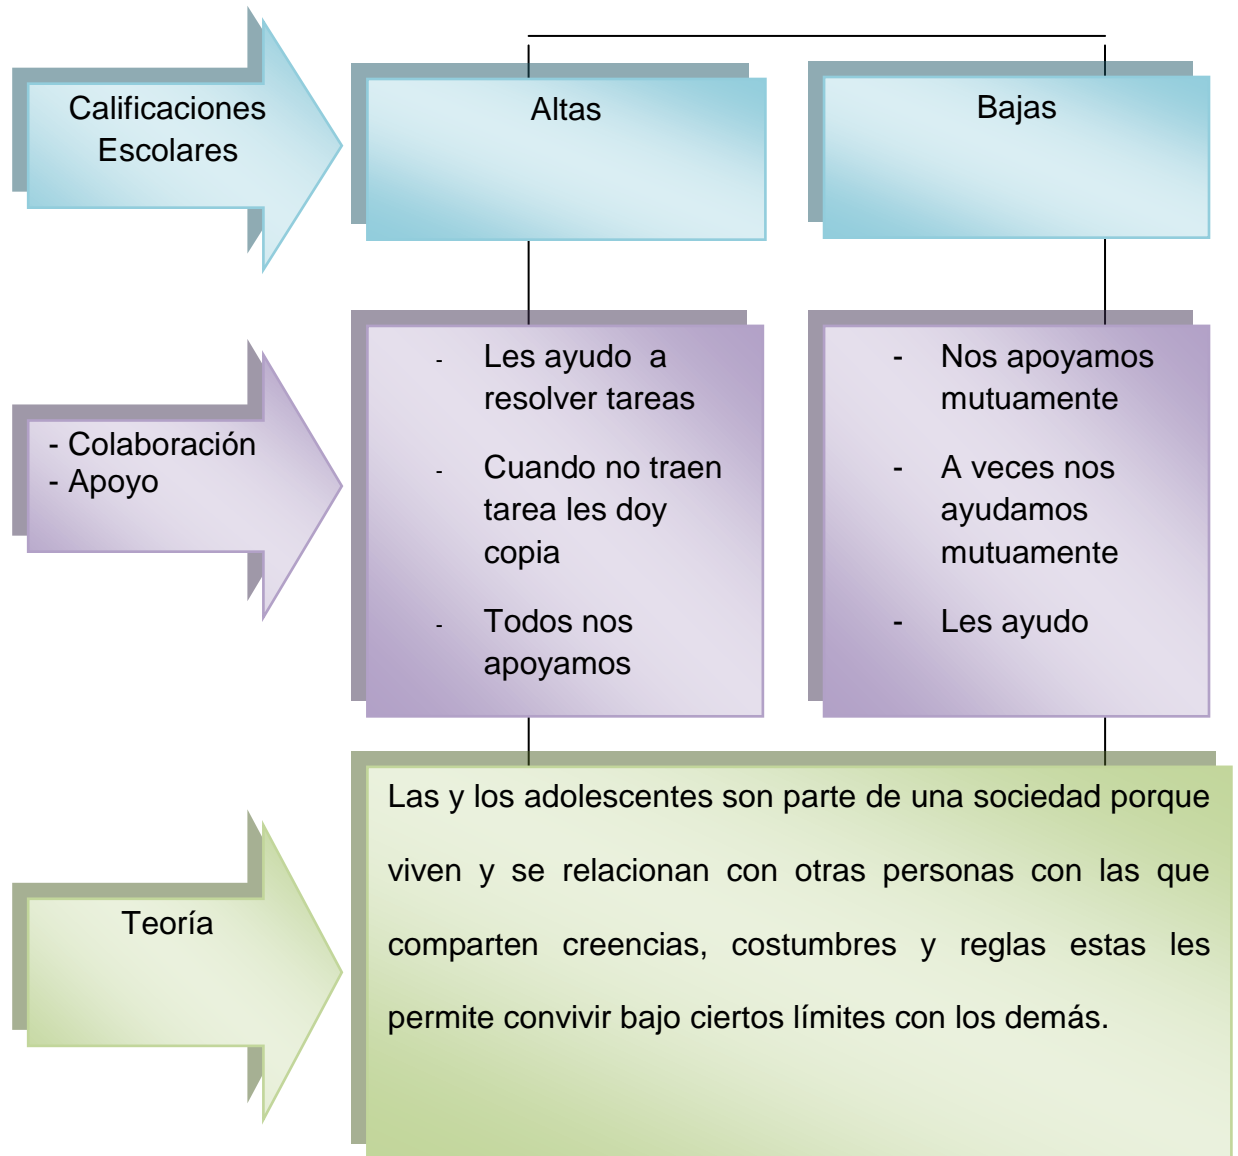 Calificaciones
Escolares
Altas
Bajas
- Colaboración
- Apoyo
- Les ayudo a
resolver tareas
- Cuando no traen
tarea les doy
copia
- Todos nos
apoyamos
- Nos apoyamos
mutuamente
- A veces nos
ayudamos
mutuamente
- Les ayudo
Teoría
Las y los adolescentes son parte de una sociedad porque
viven y se relacionan con otras personas con las que
comparten creencias, costumbres y reglas estas les
permite convivir bajo ciertos límites con los demás.